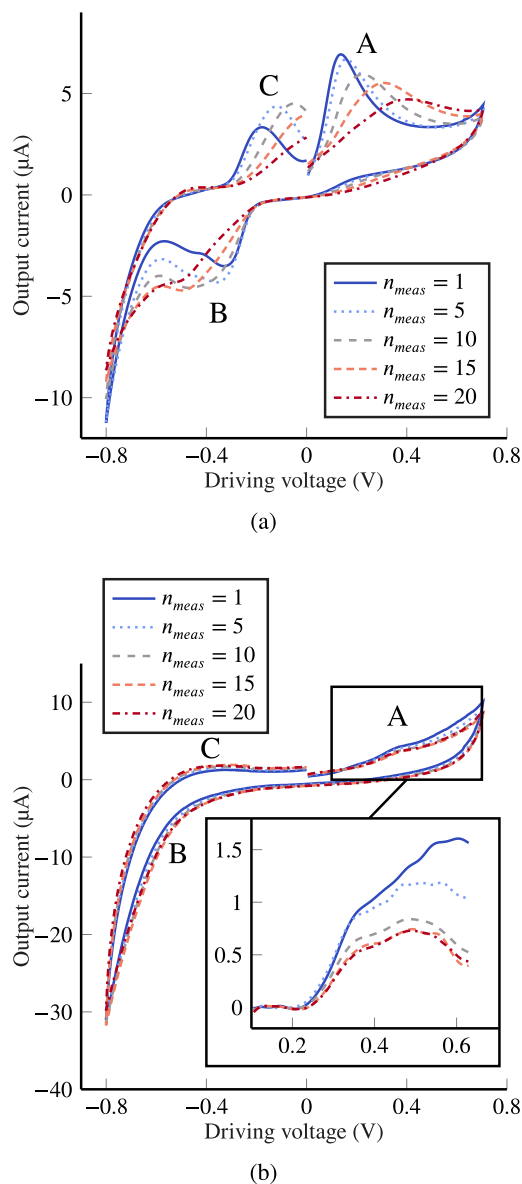 A
C
B
5
0
−5
−10
Output current (μA)
n_meas = 1
n_meas = 5
n_meas = 10
n_meas = 15
n_meas = 20
−0.8 −0.4 0 0.4 0.8
Driving voltage (V)
(a)
n_meas = 1
n_meas = 5
n_meas = 10
n_meas = 15
n_meas = 20
A
C
B
10
0
−10
−20
−30
−40
Output current (μA)
1.5
1
0.5
0
0.2 0.4 0.6
−0.8 −0.4 0 0.4 0.8
Driving voltage (V)
(b)